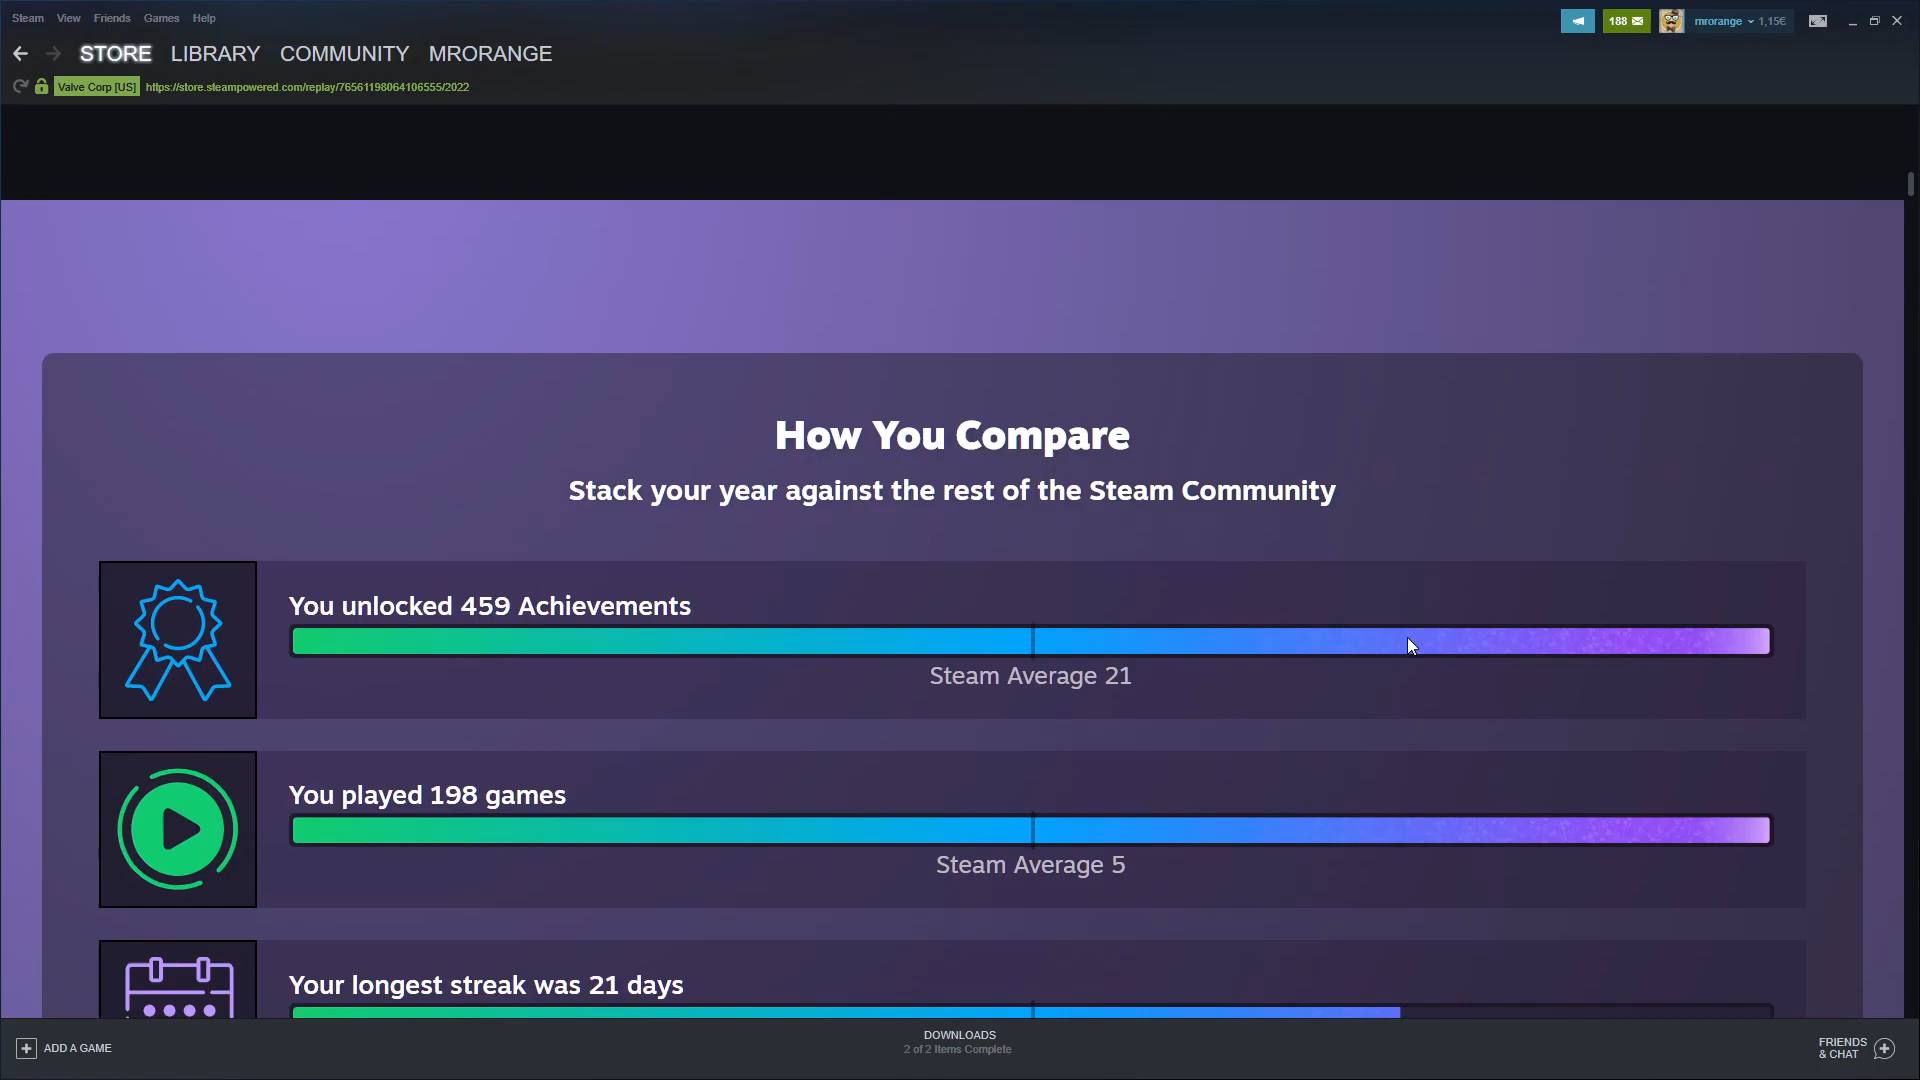 Steam View Friends Games Help
188 mrorange 1,15€
STORE LIBRARY COMMUNITY MRORANGE
Valve Corp [US] https://store.steampowered.com/replay/76561198064106555/2022
How You Compare
Stack your year against the rest of the Steam Community
You unlocked 459 Achievements
Steam Average 21
You played 198 games
Steam Average 5
Your longest streak was 21 days
ADD A GAME
DOWNLOADS
2 of 2 Items Complete
FRIENDS
& CHAT